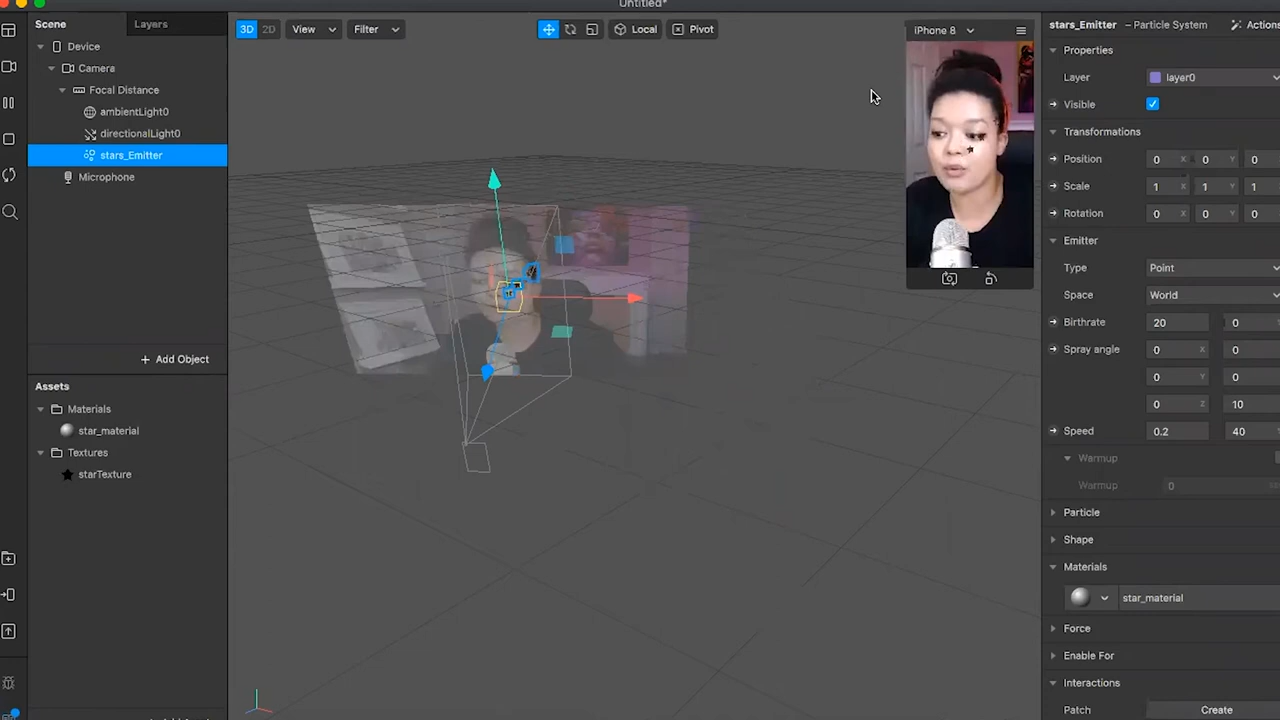 Untitled*
Scene
Layers
Device
Camera
Focal Distance
ambientLight0
directionalLight0
stars_Emitter
Microphone
+ Add Object
Assets
Materials
star_material
Textures
starTexture
3D 2D View Filter Local Pivot
iPhone 8
stars_Emitter – Particle System Actions
Properties
Layer layer0
Visible
Transformations
Position 0 X 0 Y 0
Scale 1 X 1 Y 1
Rotation 0 X 0 Y 0
Emitter
Type Point
Space World
Birthrate 20 0
Spray angle 0 X 0
0 Y 0
0 Z 10
Speed 0.2 40
Warmup
Warmup 0
Particle
Shape
Materials
star_material
Force
Enable For
Interactions
Patch Create